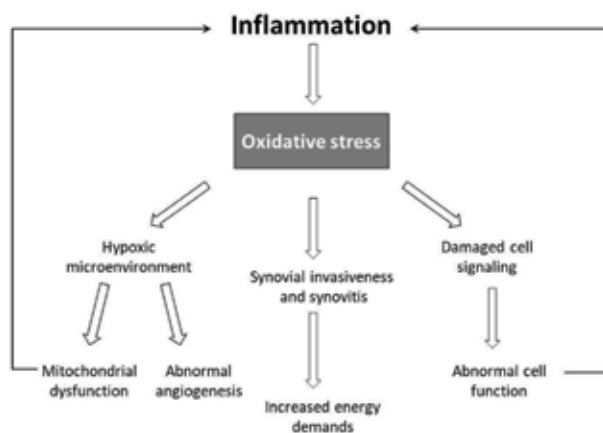 Inflammation
Oxidative stress
Hypoxic
microenvironment
Synovial invasiveness
and synovitis
Damaged cell
signaling
Mitochondrial
dysfunction
Abnormal
angiogenesis
Increased energy
demands
Abnormal cell
function